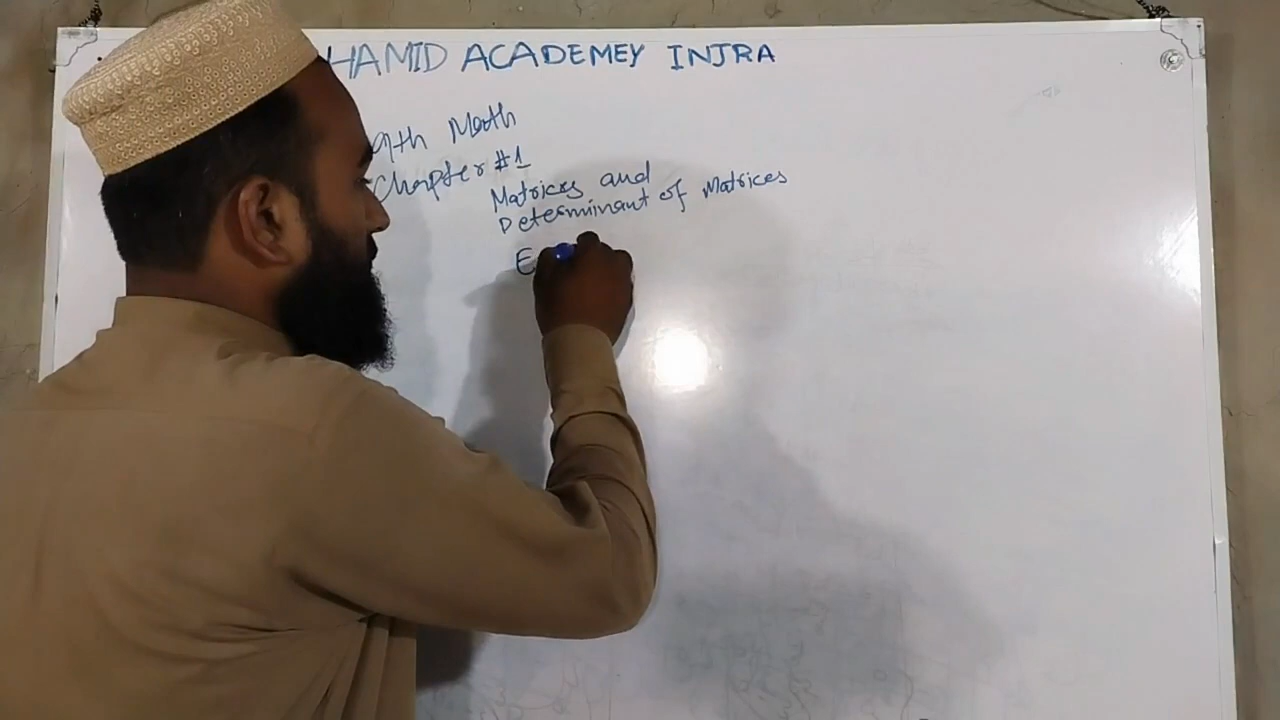 HAMID ACADEMEY INJRA
9th Math
Chapter #1
Matrices and
Determinant of Matrices
E